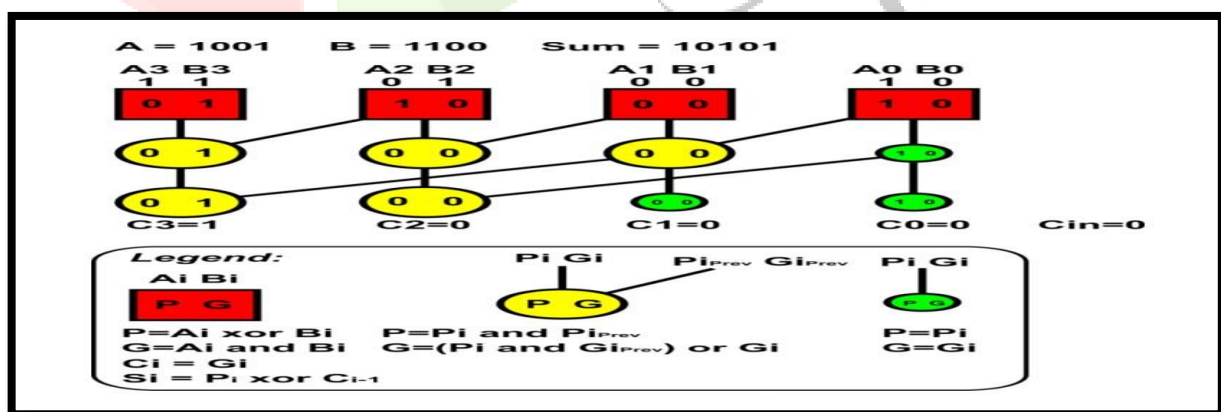 A = 1001 B = 1100 Sum = 10101
A3 B3 A2 B2 A1 B1 A0 B0
1 1 0 1 0 0 1 0
0 1 1 0 0 0 1 0
0 1 0 0 0 0 1 0
0 1 0 0 0 0 1 0
C3=1 C2=0 C1=0 C0=0 Cin=0
Legend: Pi Gi PiPrev GiPrev Pi Gi
Ai Bi
P G P G P G
P=Ai xor Bi P=Pi and PiPrev P=Pi
G=Ai and Bi G=(Pi and GiPrev) or Gi G=Gi
Ci = Gi
Si = Pi xor Ci-1